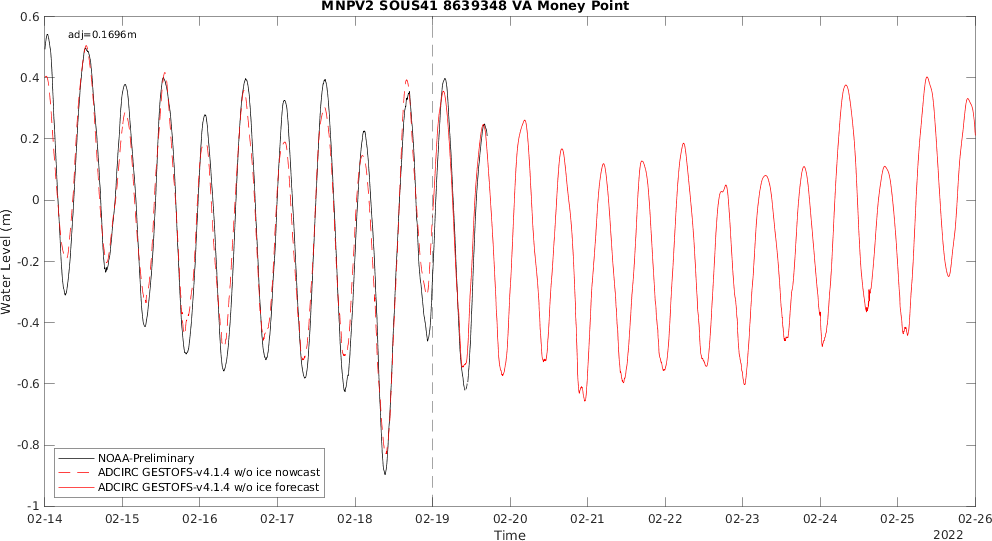 MNPV2 SOUS41 8639348 VA Money Point
adj=0.1696m
0.6
0.4
0.2
0
-0.2
-0.4
-0.6
-0.8
-1
Water Level (m)
NOAA-Preliminary
ADCIRC GESTOFS-v4.1.4 w/o ice nowcast
ADCIRC GESTOFS-v4.1.4 w/o ice forecast
02-14 02-15 02-16 02-17 02-18 02-19 02-20 02-21 02-22 02-23 02-24 02-25 02-26
Time
2022